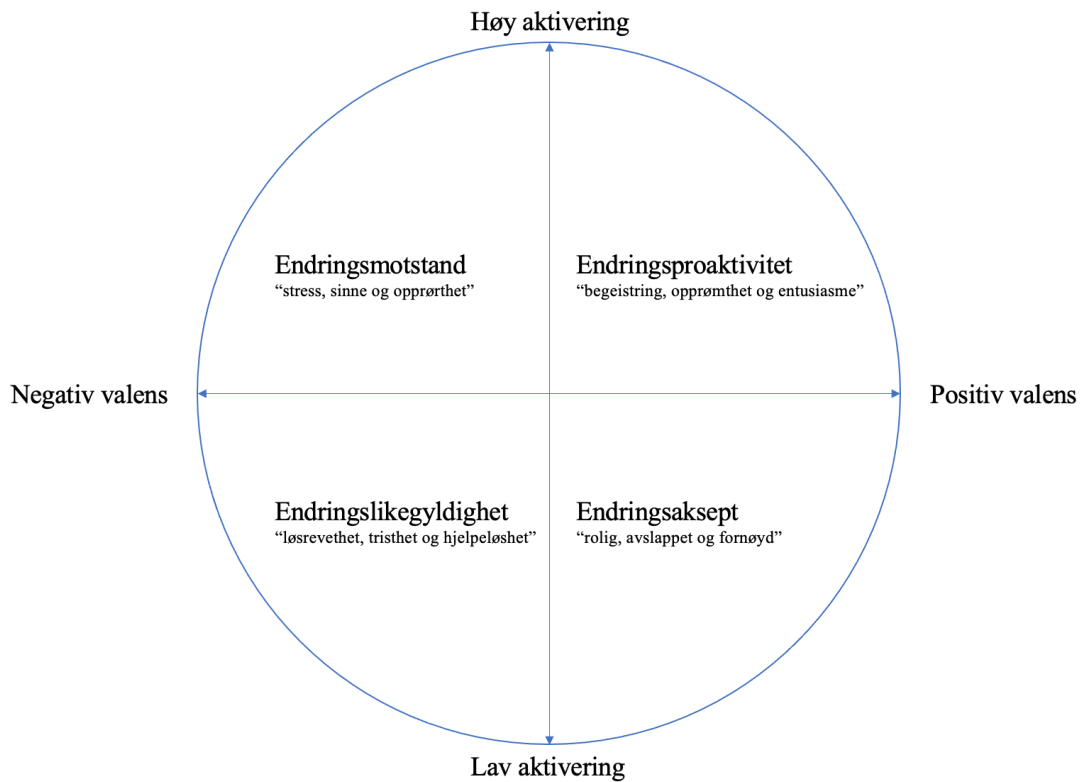 Høy aktivering
Endringsmotstand
“stress, sinne og opprørthet”
Endringsproaktivitet
“begeistring, opprømthet og entusiasme”
Negativ valens
Positiv valens
Endringslikegyldighet
“løsrevethet, tristhet og hjelpeløshet”
Endringsaksept
“rolig, avslappet og fornøyd”
Lav aktivering